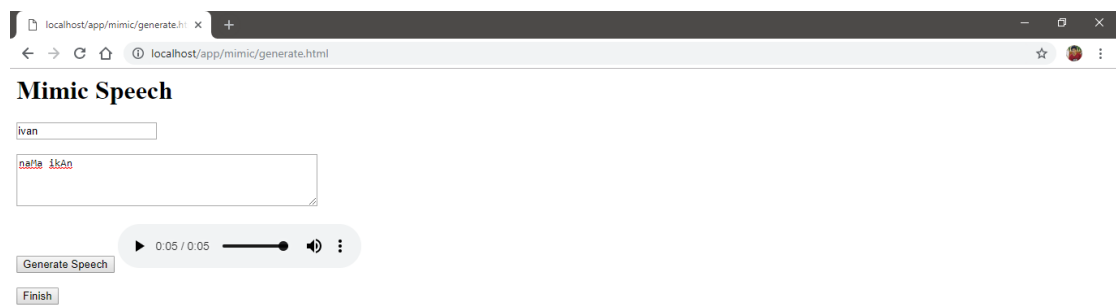 localhost/app/mimic/generate.ht
localhost/app/mimic/generate.html
Mimic Speech
ivan
naMa ikAn
0:05 / 0:05
Generate Speech
Finish